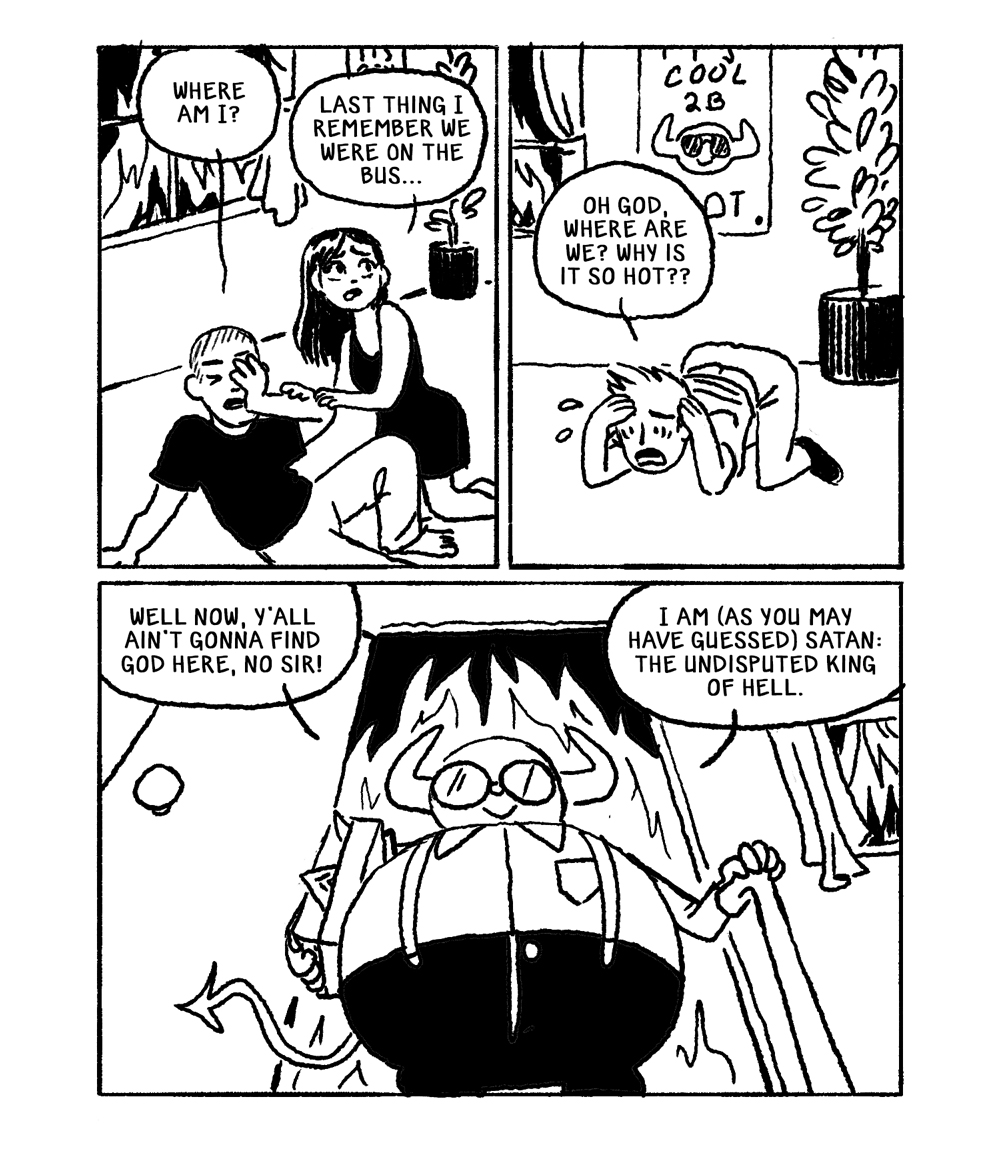 WHERE
AM I?
LAST THING I
REMEMBER WE
WERE ON THE
BUS...
COOL
2B
OT.
OH GOD,
WHERE ARE
WE? WHY IS
IT SO HOT??
WELL NOW, Y'ALL
AIN'T GONNA FIND
GOD HERE, NO SIR!
I AM (AS YOU MAY
HAVE GUESSED) SATAN:
THE UNDISPUTED KING
OF HELL.